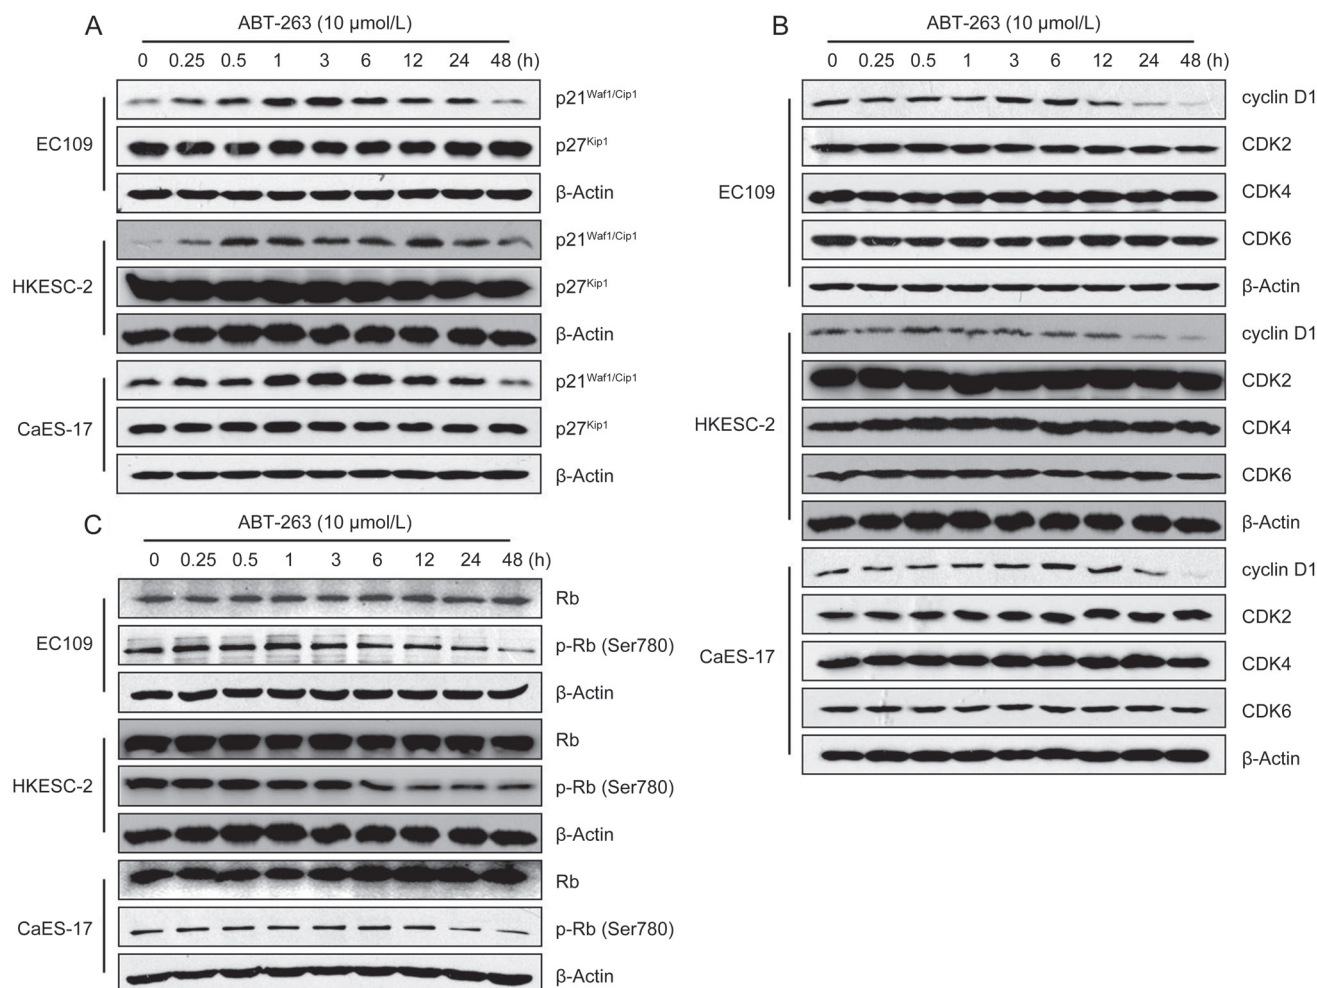 A
ABT-263 (10 μmol/L)
0 0.25 0.5 1 3 6 12 24 48 (h)
EC109
p21Waf1/Cip1
p27Kip1
β-Actin
HKESC-2
p21Waf1/Cip1
p27Kip1
β-Actin
CaES-17
p21Waf1/Cip1
p27Kip1
β-Actin
B
ABT-263 (10 μmol/L)
0 0.25 0.5 1 3 6 12 24 48 (h)
EC109
cyclin D1
CDK2
CDK4
CDK6
β-Actin
HKESC-2
cyclin D1
CDK2
CDK4
CDK6
β-Actin
CaES-17
cyclin D1
CDK2
CDK4
CDK6
β-Actin
C
ABT-263 (10 μmol/L)
0 0.25 0.5 1 3 6 12 24 48 (h)
EC109
Rb
p-Rb (Ser780)
β-Actin
HKESC-2
Rb
p-Rb (Ser780)
β-Actin
CaES-17
Rb
p-Rb (Ser780)
β-Actin